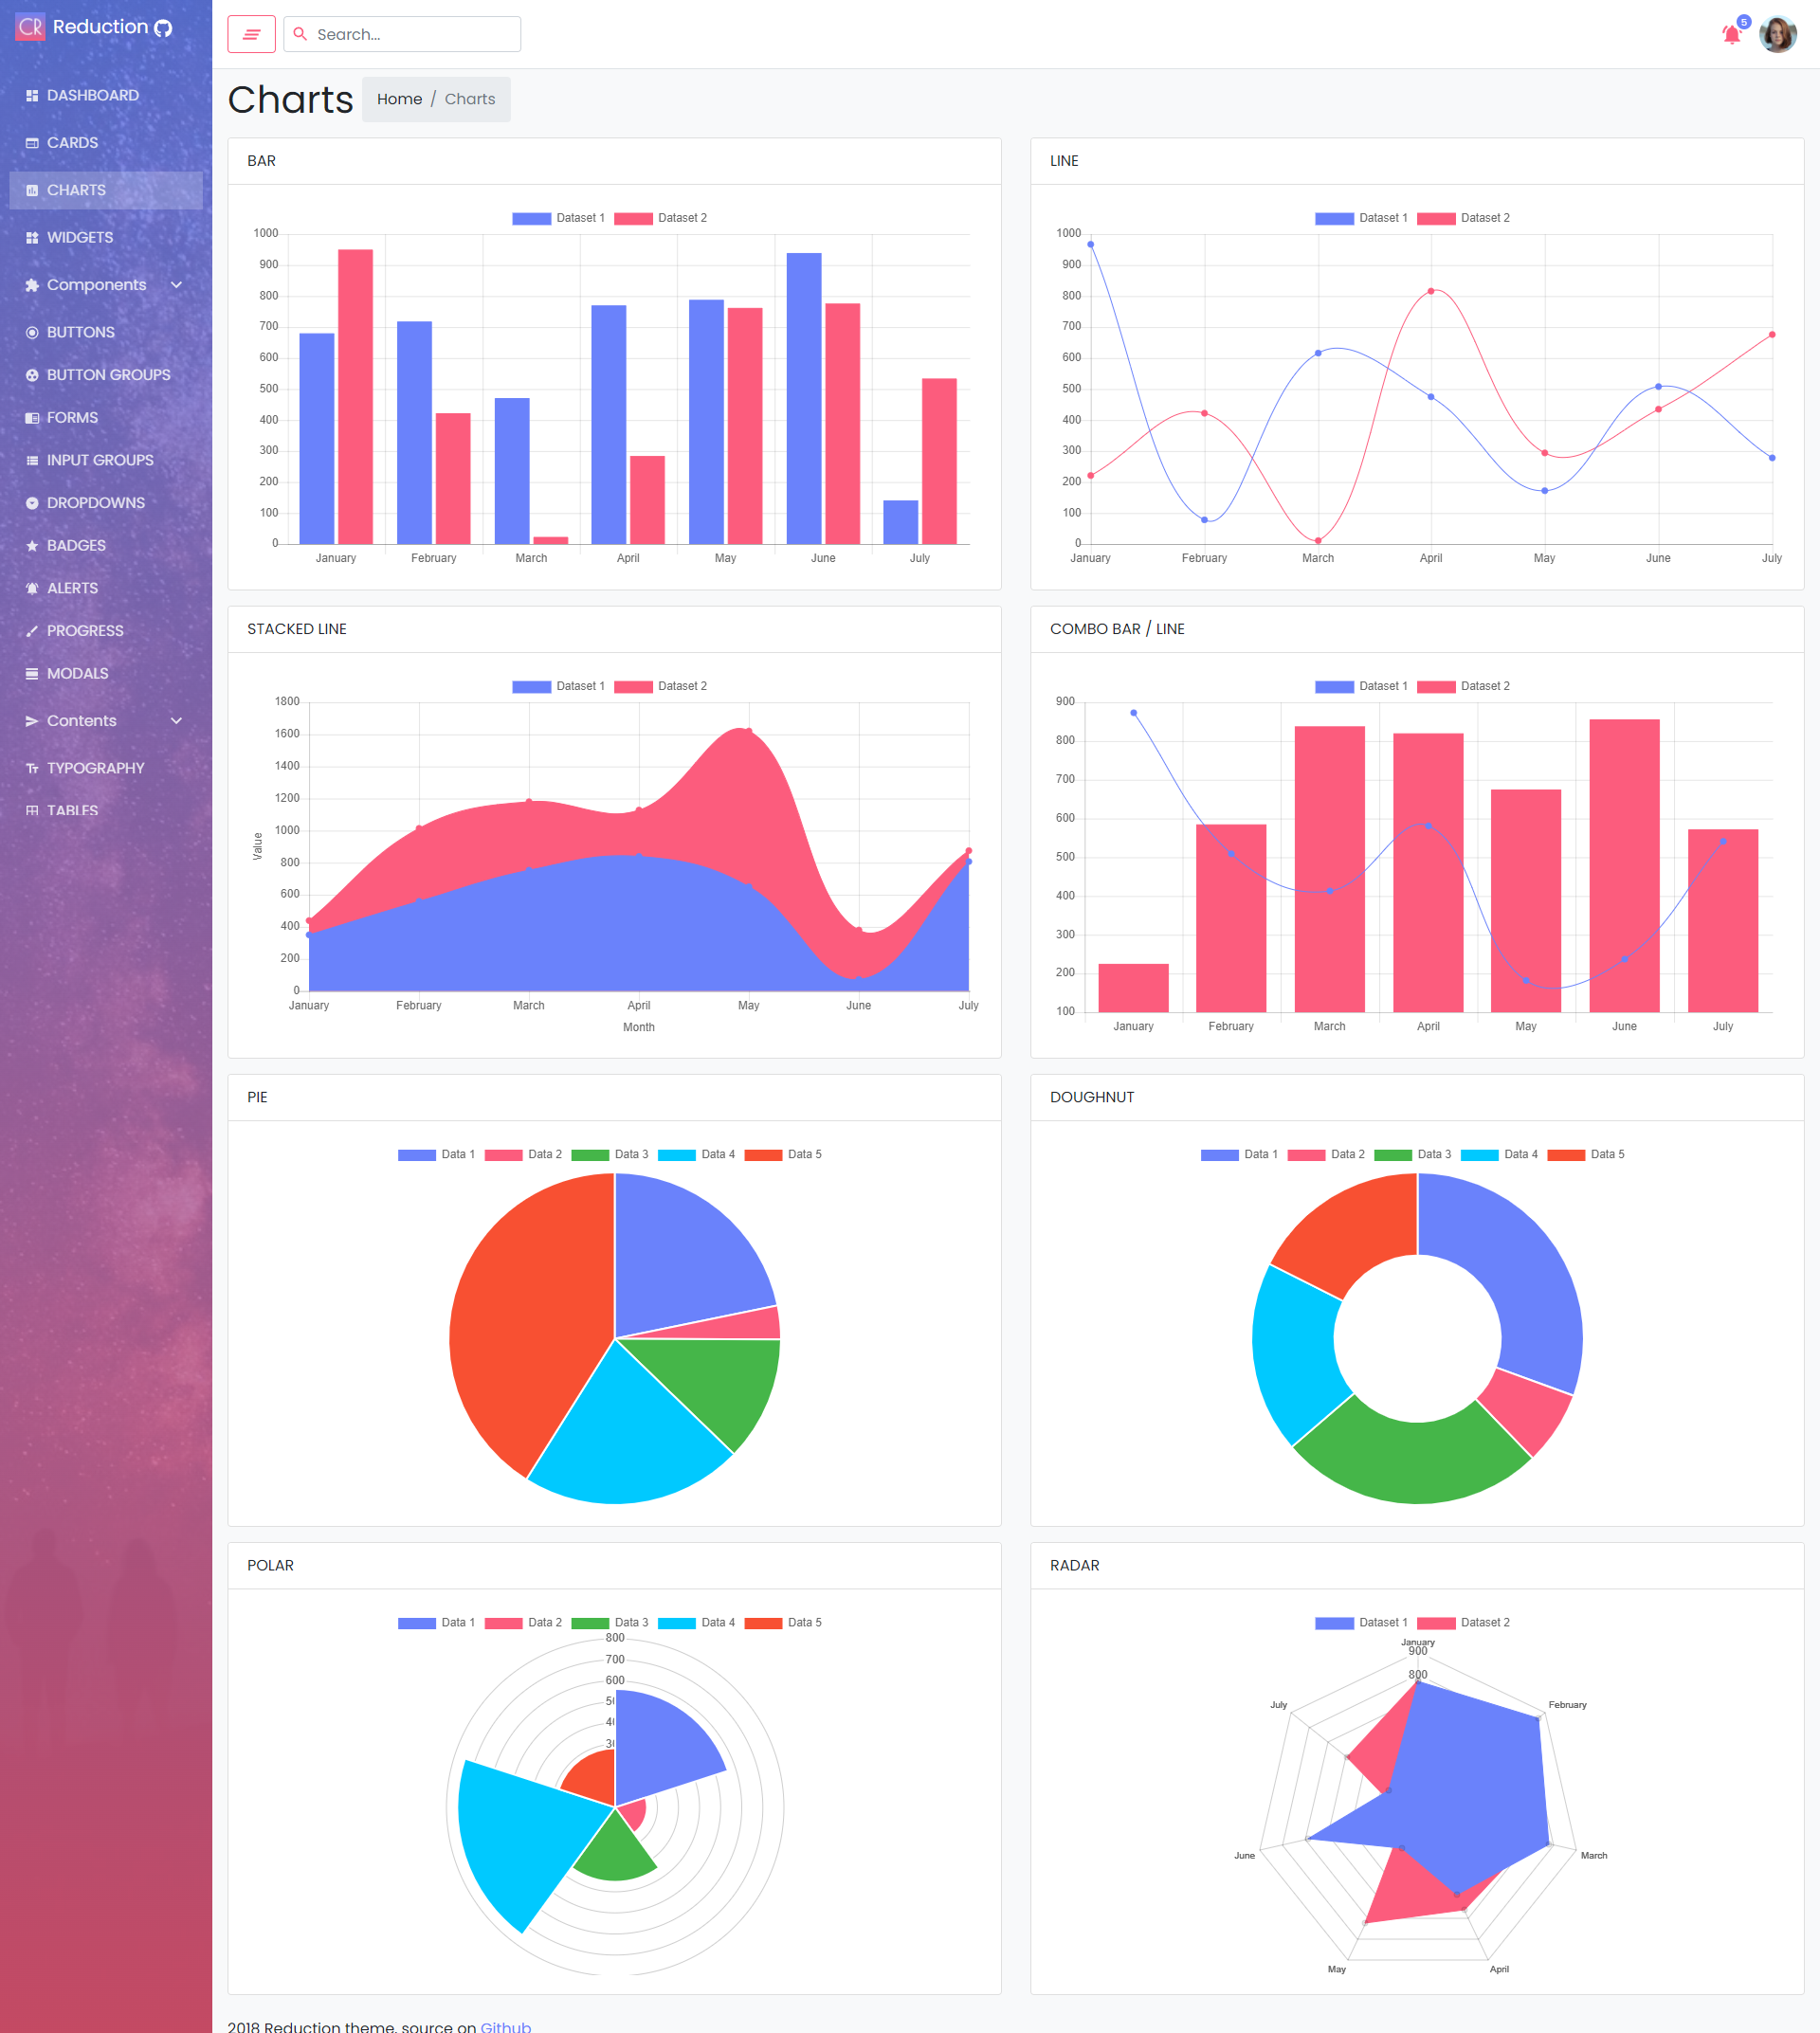 CR Reduction
DASHBOARD
CARDS
CHARTS
WIDGETS
Components
BUTTONS
BUTTON GROUPS
FORMS
INPUT GROUPS
DROPDOWNS
BADGES
ALERTS
PROGRESS
MODALS
Contents
TYPOGRAPHY
TABLES
Search...
5
Charts
Home / Charts
BAR
Dataset 1 Dataset 2
1000
900
800
700
600
500
400
300
200
100
0
January February March April May June July
LINE
Dataset 1 Dataset 2
1000
900
800
700
600
500
400
300
200
100
0
January February March April May June July
STACKED LINE
Dataset 1 Dataset 2
1800
1600
1400
1200
1000
800
600
400
200
0
Value
January February March April May June July
Month
COMBO BAR / LINE
Dataset 1 Dataset 2
900
800
700
600
500
400
300
200
100
January February March April May June July
PIE
Data 1 Data 2 Data 3 Data 4 Data 5
DOUGHNUT
Data 1 Data 2 Data 3 Data 4 Data 5
POLAR
Data 1 Data 2 Data 3 Data 4 Data 5
800
700
600
RADAR
Dataset 1 Dataset 2
January
900
800
July February
June March
May April
2018 Reduction theme, source on Github